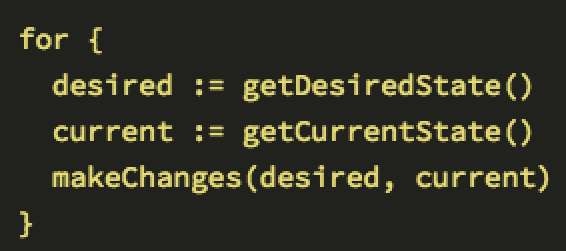 for {
  desired := getDesiredState()
  current := getCurrentState()
  makeChanges(desired, current)
}